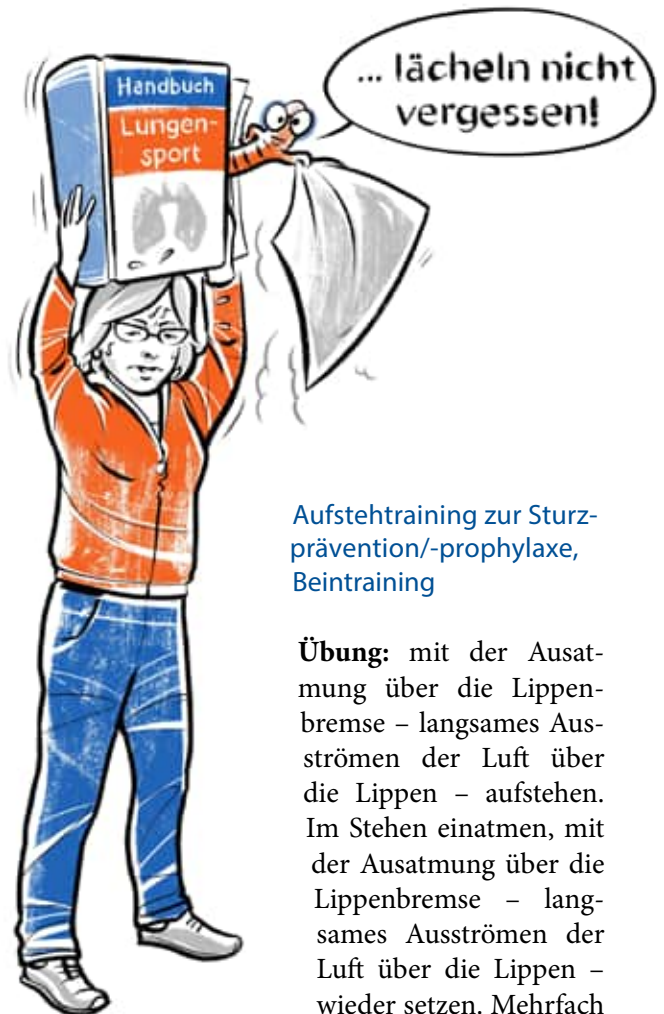 Handbuch
Lungen-
sport
... lächeln nicht
vergessen!
Aufstehtraining zur Sturz-
prävention/-prophylaxe,
Beintraining
Übung: mit der Ausat-
mung über die Lippen-
bremse – langsames Aus-
strömen der Luft über
die Lippen – aufstehen.
Im Stehen einatmen, mit
der Ausatmung über die
Lippenbremse – lang-
sames Ausströmen der
Luft über die Lippen –
wieder setzen. Mehrfach